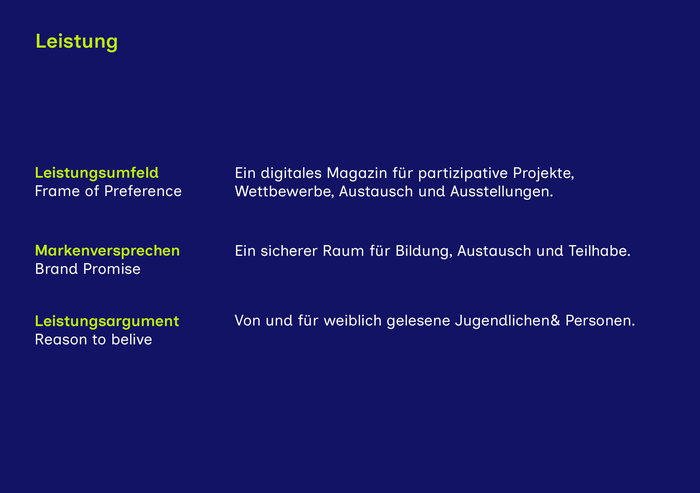 Leistung
Leistungsumfeld
Frame of Preference
Ein digitales Magazin für partizipative Projekte,
Wettbewerbe, Austausch und Ausstellungen.
Markenversprechen
Brand Promise
Ein sicherer Raum für Bildung, Austausch und Teilhabe.
Leistungsargument
Reason to belive
Von und für weiblich gelesene Jugendlichen& Personen.